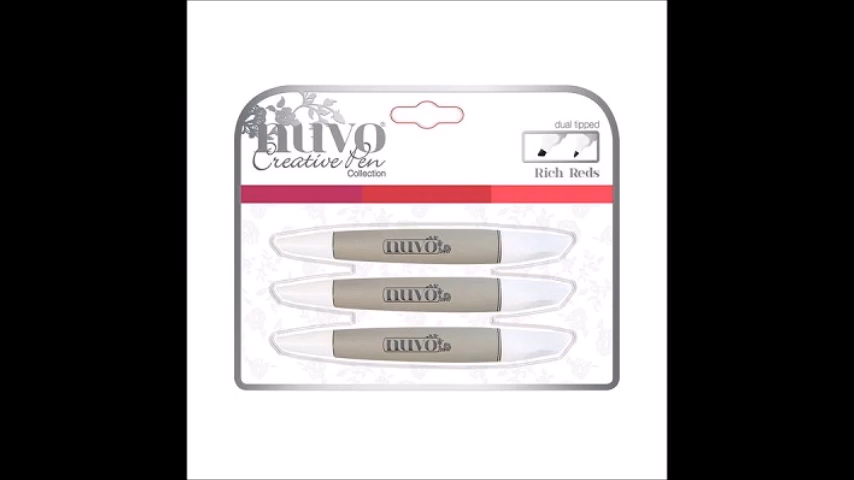 nuvo
Creative Pen
Collection
dual tipped
Rich Reds
nuvo
nuvo
nuvo